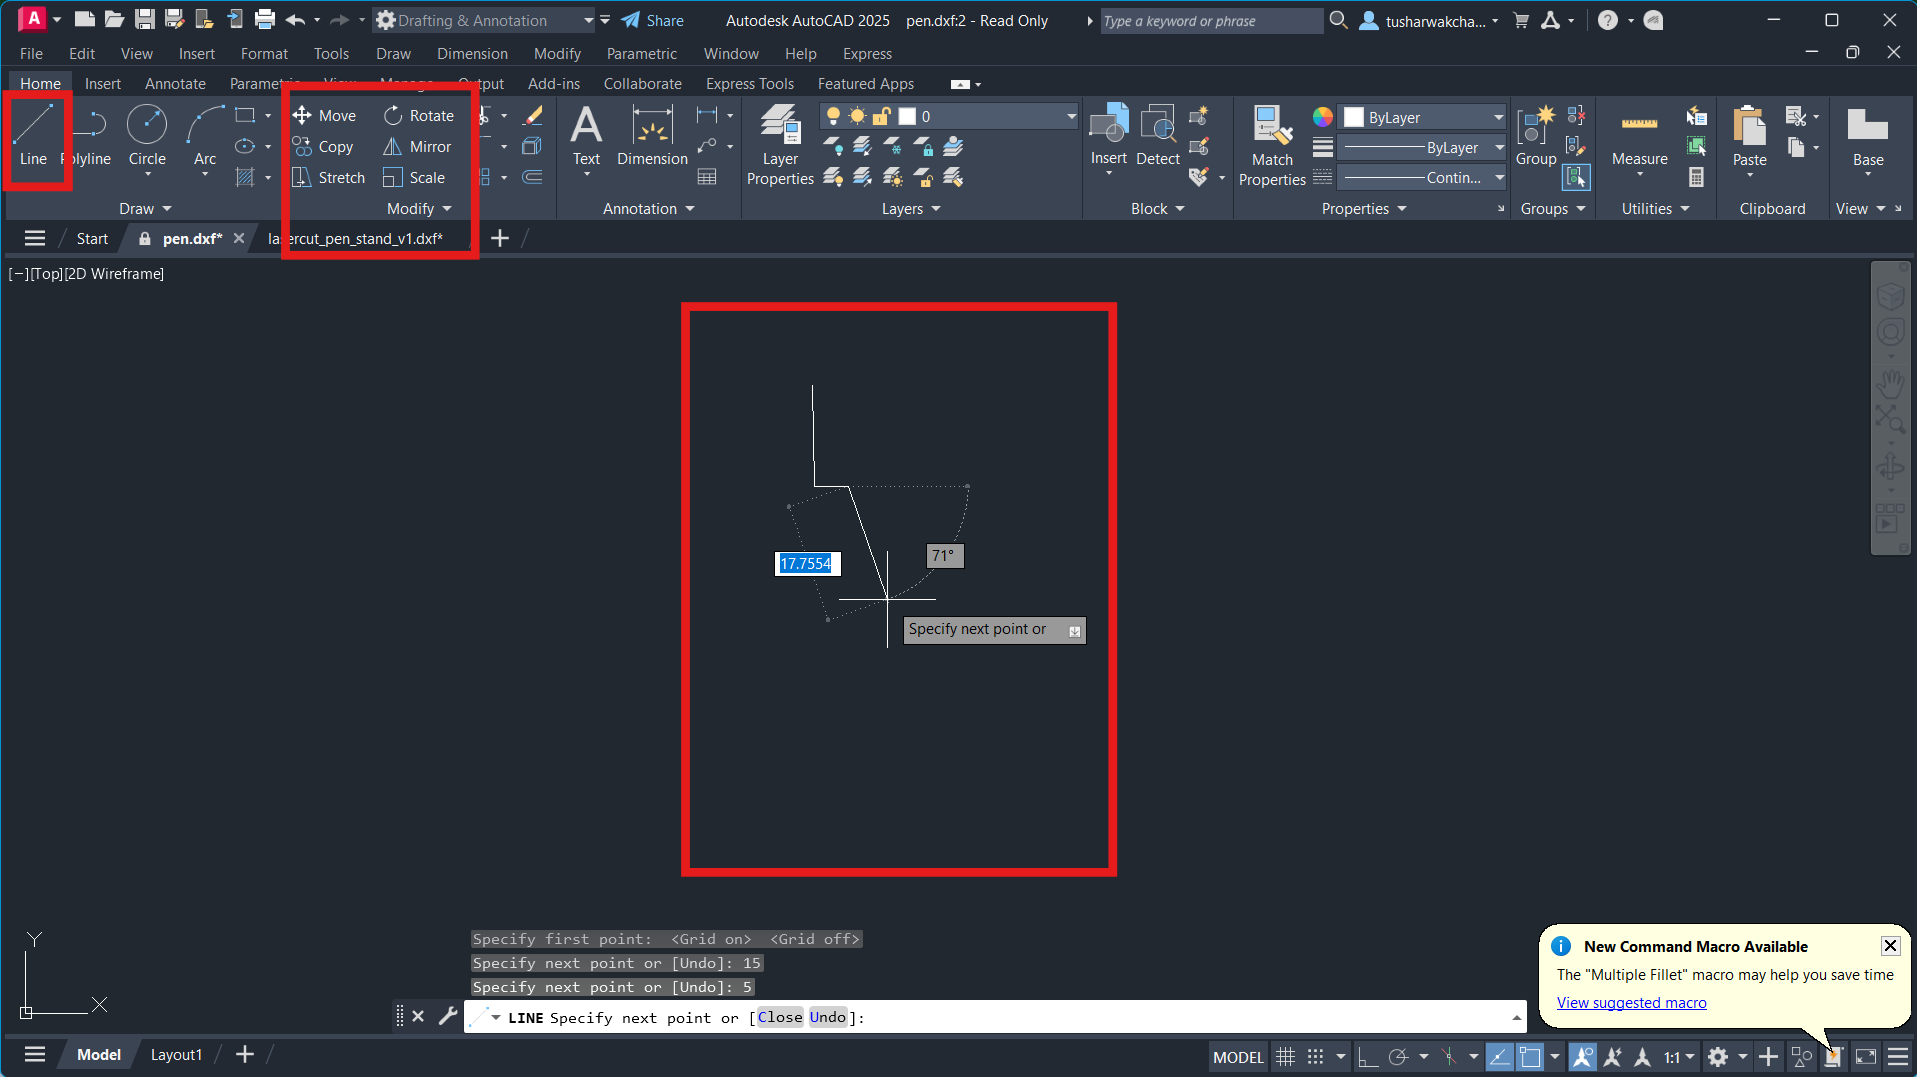 A Drafting & Annotation Share Autodesk AutoCAD 2025 pen.dxf:2 - Read Only Type a keyword or phrase tusharwakcha...
File Edit View Insert Format Tools Draw Dimension Modify Parametric Window Help Express
Home Insert Annotate Parametric View Manage Output Add-ins Collaborate Express Tools Featured Apps
Line Polyline Circle Arc
Move Rotate
Copy Mirror
Stretch Scale
Text Dimension
Layer Properties
0
Insert Detect
Match Properties
ByLayer
ByLayer
Contin...
Group Measure Paste Base
Draw Modify Annotation Layers Block Properties Groups Utilities Clipboard View
Start pen.dxf* lasercut_pen_stand_v1.dxf*
[−][Top][2D Wireframe]
17.7554
71°
Specify next point or
Y
X
Specify first point: <Grid on> <Grid off>
Specify next point or [Undo]: 15
Specify next point or [Undo]: 5
LINE Specify next point or [Close Undo]:
New Command Macro Available
The "Multiple Fillet" macro may help you save time
View suggested macro
Model Layout1
MODEL 1:1